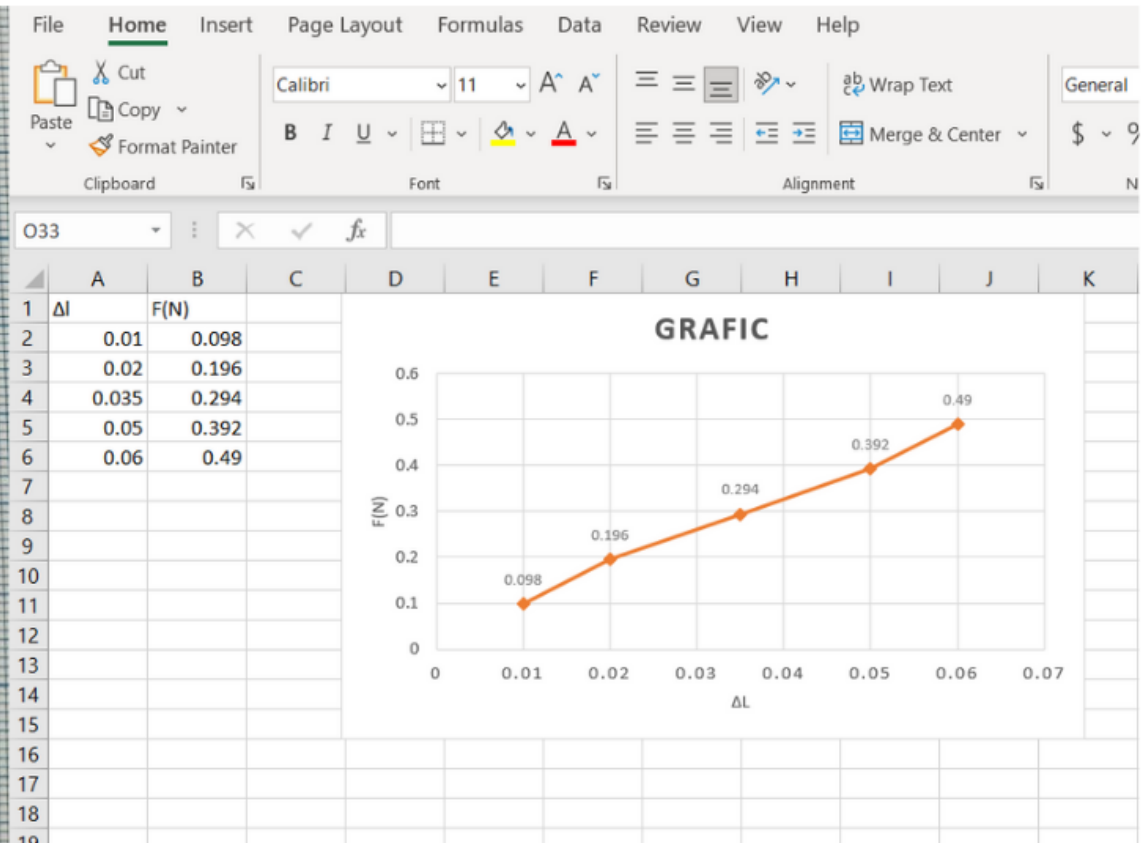 File Home Insert Page Layout Formulas Data Review View Help
Cut
Calibri 11 A^ Aˇ ab Wrap Text General
Copy
Paste
B I U A Merge & Center $
Format Painter
Clipboard Font Alignment
O33 fx
A B C D E F G H I J K
1 Δl F(N)
GRAFIC
2 0.01 0.098
3 0.02 0.196
4 0.035 0.294
5 0.05 0.392
6 0.06 0.49
7
8
9
10
11
12
13
14
15
16
17
18
19
0.6
0.5
0.4
0.3
0.2
0.1
0
F(N)
0.098 0.196 0.294 0.392 0.49
0 0.01 0.02 0.03 0.04 0.05 0.06 0.07
ΔL